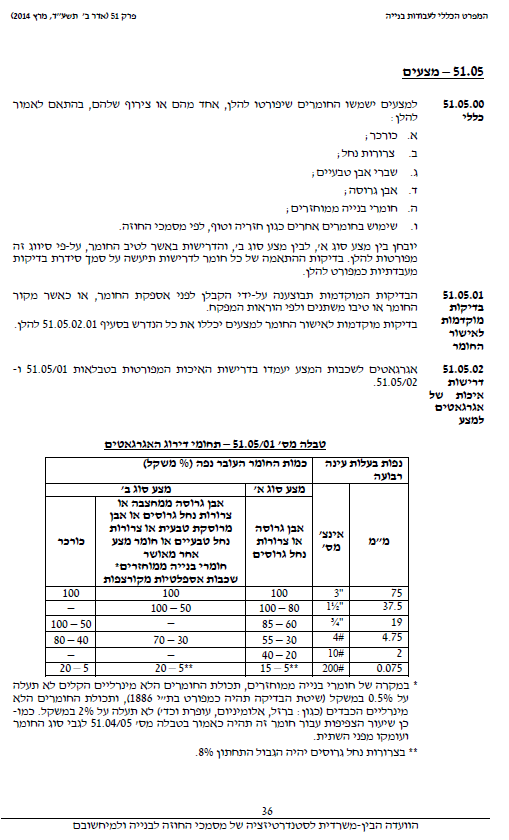 המפרט הכללי לעבודות בנייה
פרק 51 (אדר ב' תשע״ד, מרץ 2014)
51.05 – מצעים
51.05.00
כללי
למצעים ישמשו החומרים שיפורטו להלן, אחד מהם או צירוף שלהם, בהתאם לאמור
להלן:
א. כורכר;
ב. צרורות נחל;
ג. שברי אבן טבעיים;
ד. אבן גרוסה;
ה. חומרי בנייה ממוחזרים;
ו. שימוש בחומרים אחרים כגון חזריה וטוף, לפי מסמכי החוזה.
יובחן בין מצע סוג א', לבין מצע סוג ב', והדרישות באשר לטיב החומר, על-פי סיווג זה
מפורטות להלן. בדיקות ההתאמה של כל חומר לדרישות תיעשה על סמך סידרת בדיקות
מעבדתיות כמפורט להלן.
51.05.01
בדיקות
מוקדמות
לאישור
החומר
הבדיקות המוקדמות תבוצענה על-ידי הקבלן לפני אספקת החומר, או כאשר מקור
החומר או טיבו משתנים ולפי הוראות המפקח.
בדיקות מוקדמות לאישור החומר למצעים יכללו את כל הנדרש בסעיף 51.05.02.01 להלן.
51.05.02
דרישות
איכות של
אגרגאטים
למצע
אגרגאטים לשכבות המצע יעמדו בדרישות האיכות המפורטות בטבלאות 51.05/01 ו-
51.05/02.
טבלה מס' 51.05/01 – תחומי דירוג האגרגאטים
נפות בעלות עינה
רבועה
כמות החומר העובר נפה (% משקל)
מצע סוג א'
מצע סוג ב'
מ״מ
אינצ'
מס'
אבן גרוסה
או צרורות
נחל גרוסים
אבן גרוסה ממחצבה או
צרורות נחל גרוסים או אבן
מרוסקת טבעית או צרורות
נחל טבעיים או חומר מצע
אחר מאושר
חומרי בנייה ממוחזרים*
שכבות אספלטיות מקורצפות
כורכר
75 3" 100 100 100
37.5 1½" 100 – 80 100 – 50 –
19 ¾" 85 – 60 – 100 – 50
4.75 4# 55 – 30 70 – 30 80 – 40
2 10# 40 – 20 – –
0.075 200# 15 – 5** 20 – 5** 20 – 5
* במקרה של חומרי בנייה ממוחזרים, תכולת החומרים הלא מינרליים הקלים לא תעלה
על 0.5% במשקל (שיטת הבדיקה תהיה כמפורט בת״י 1886), ותכולת החומרים הלא
מינרליים הכבדים (כגון: ברזל, אלומיניום, עופרת וכד') לא תעלה על 2% במשקל. כמו-
כן שיעור הצפיפות עבור חומר זה תהיה כאמור בטבלה מס' 51.04/05 לגבי סוג החומר
ועומקו מפני השתית.
** בצרורות נחל גרוסים יהיה הגבול התחתון 8%.
36
הוועדה הבין-משרדית לסטנדרטיזציה של מסמכי החוזה לבנייה ולמיחשובם